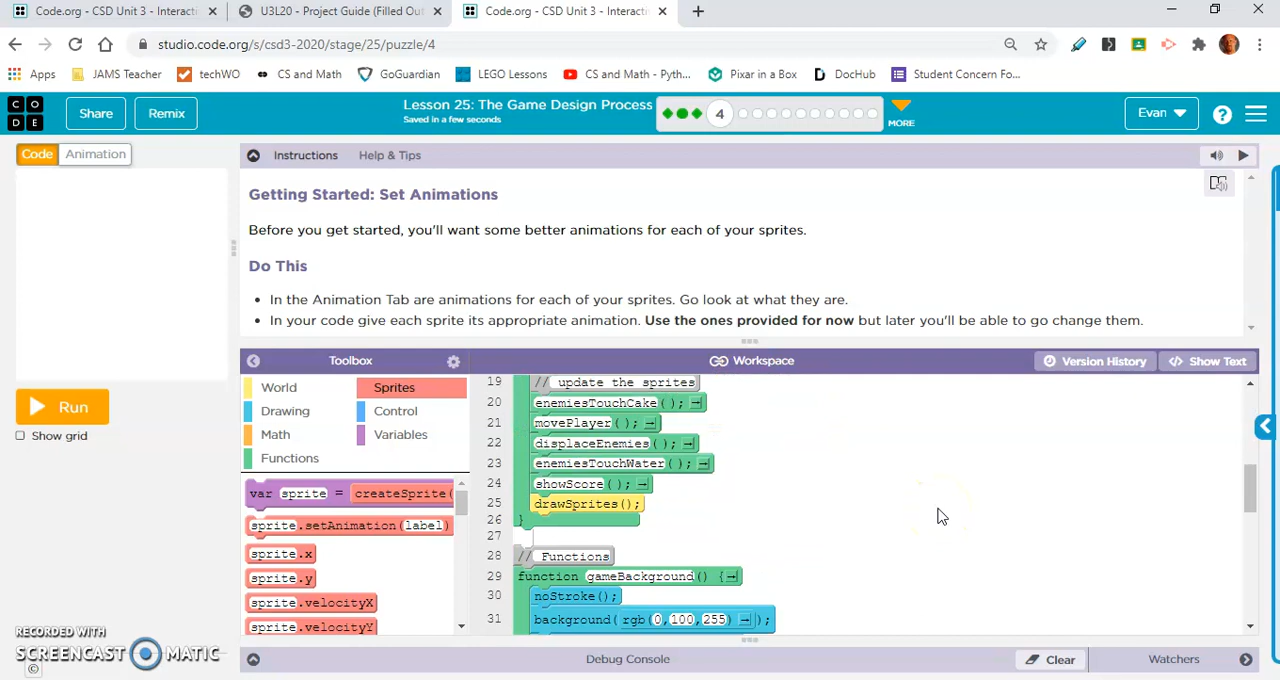 Code.org - CSD Unit 3 - Interacti
U3L20 - Project Guide (Filled Out
Code.org - CSD Unit 3 - Interacti
studio.code.org/s/csd3-2020/stage/25/puzzle/4
Apps
JAMS Teacher
techWO
CS and Math
GoGuardian
LEGO Lessons
CS and Math - Pyth...
Pixar in a Box
DocHub
Student Concern Fo...
C O
D E
Share
Remix
Lesson 25: The Game Design Process
Saved in a few seconds
4
MORE
Evan
?
Code
Animation
Instructions
Help & Tips
Getting Started: Set Animations
Before you get started, you'll want some better animations for each of your sprites.
Do This
• In the Animation Tab are animations for each of your sprites. Go look at what they are.
• In your code give each sprite its appropriate animation. Use the ones provided for now but later you'll be able to go change them.
Toolbox
Workspace
Version History
</> Show Text
World
Sprites
Drawing
Control
Math
Variables
Functions
Run
Show grid
var sprite = createSprite(
sprite.setAnimation(label)
sprite.x
sprite.y
sprite.velocityX
sprite.velocityY
19 // update the sprites
20 enemiesTouchCake();
21 movePlayer();
22 displaceEnemies();
23 enemiesTouchWater();
24 showScore();
25 drawSprites();
26 }
27
28 // Functions
29 function gameBackground() {
30 noStroke();
31 background(rgb(0,100,255));
Debug Console
Clear
Watchers
RECORDED WITH
SCREENCAST MATIC
©